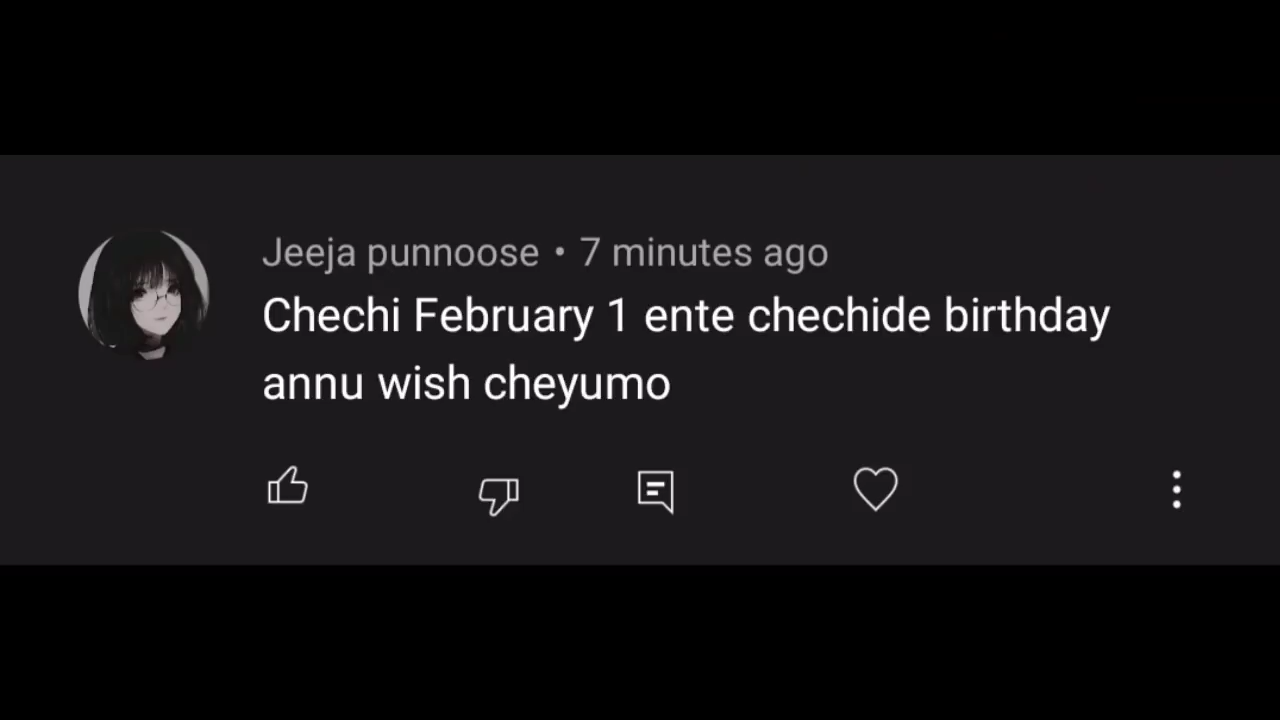 Jeeja punnoose • 7 minutes ago
Chechi February 1 ente chechide birthday
annu wish cheyumo